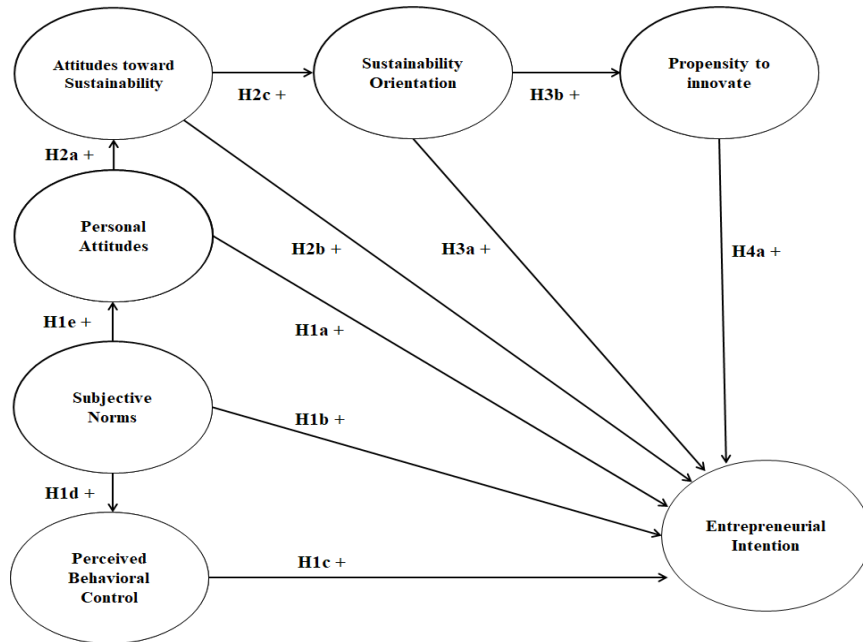 Attitudes toward
Sustainability
H2c +
Sustainability
Orientation
H3b +
Propensity to
innovate
H2a +
Personal
Attitudes
H2b +
H3a +
H4a +
H1e +
H1a +
Subjective
Norms
H1b +
H1d +
Entrepreneurial
Intention
Perceived
Behavioral
Control
H1c +